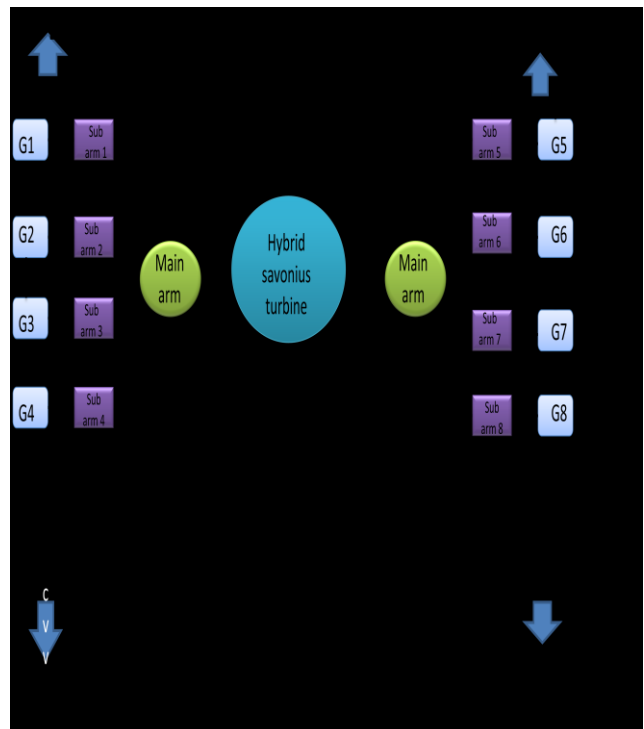 G1
Sub
arm 1
Sub
arm 5
G5
G2
Sub
arm 2
Main
arm
Hybrid
savonius
turbine
Main
arm
Sub
arm 6
G6
G3
Sub
arm 3
Sub
arm 7
G7
G4
Sub
arm 4
Sub
arm 8
G8
C
V
V